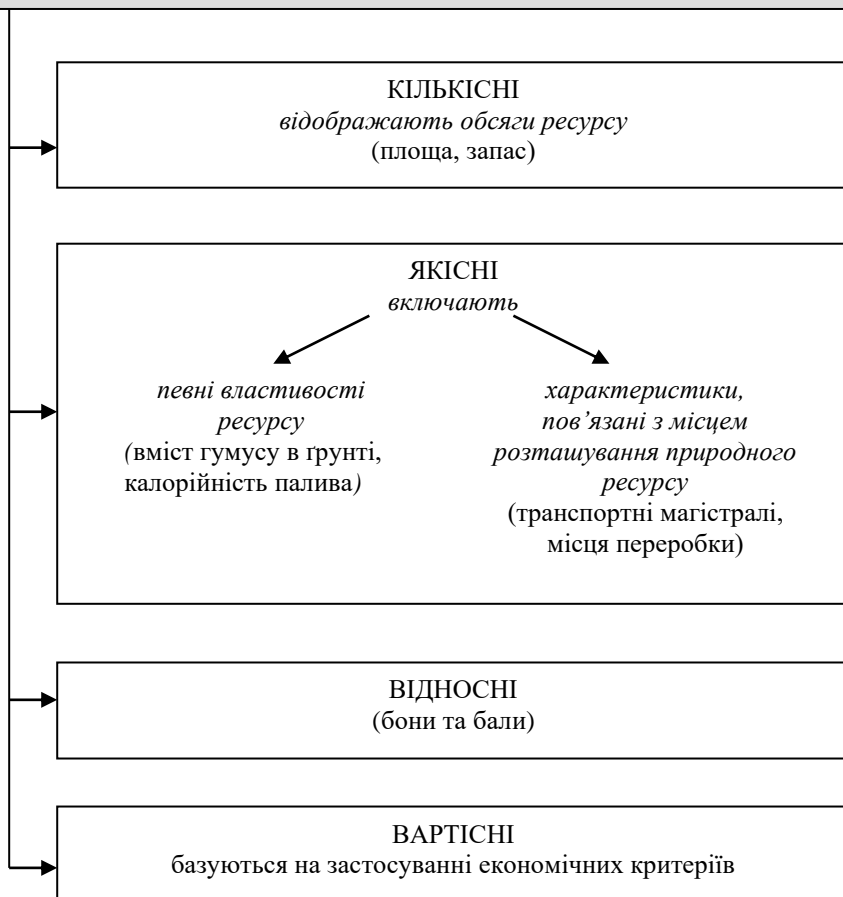 КІЛЬКІСНІ
відображають обсяги ресурсу
(площа, запас)
ЯКІСНІ
включають
певні властивості
ресурсу
(вміст гумусу в ґрунті,
калорійність палива)
характеристики,
пов’язані з місцем
розташування природного
ресурсу
(транспортні магістралі,
місця переробки)
ВІДНОСНІ
(бони та бали)
ВАРТІСНІ
базуються на застосуванні економічних критеріїв